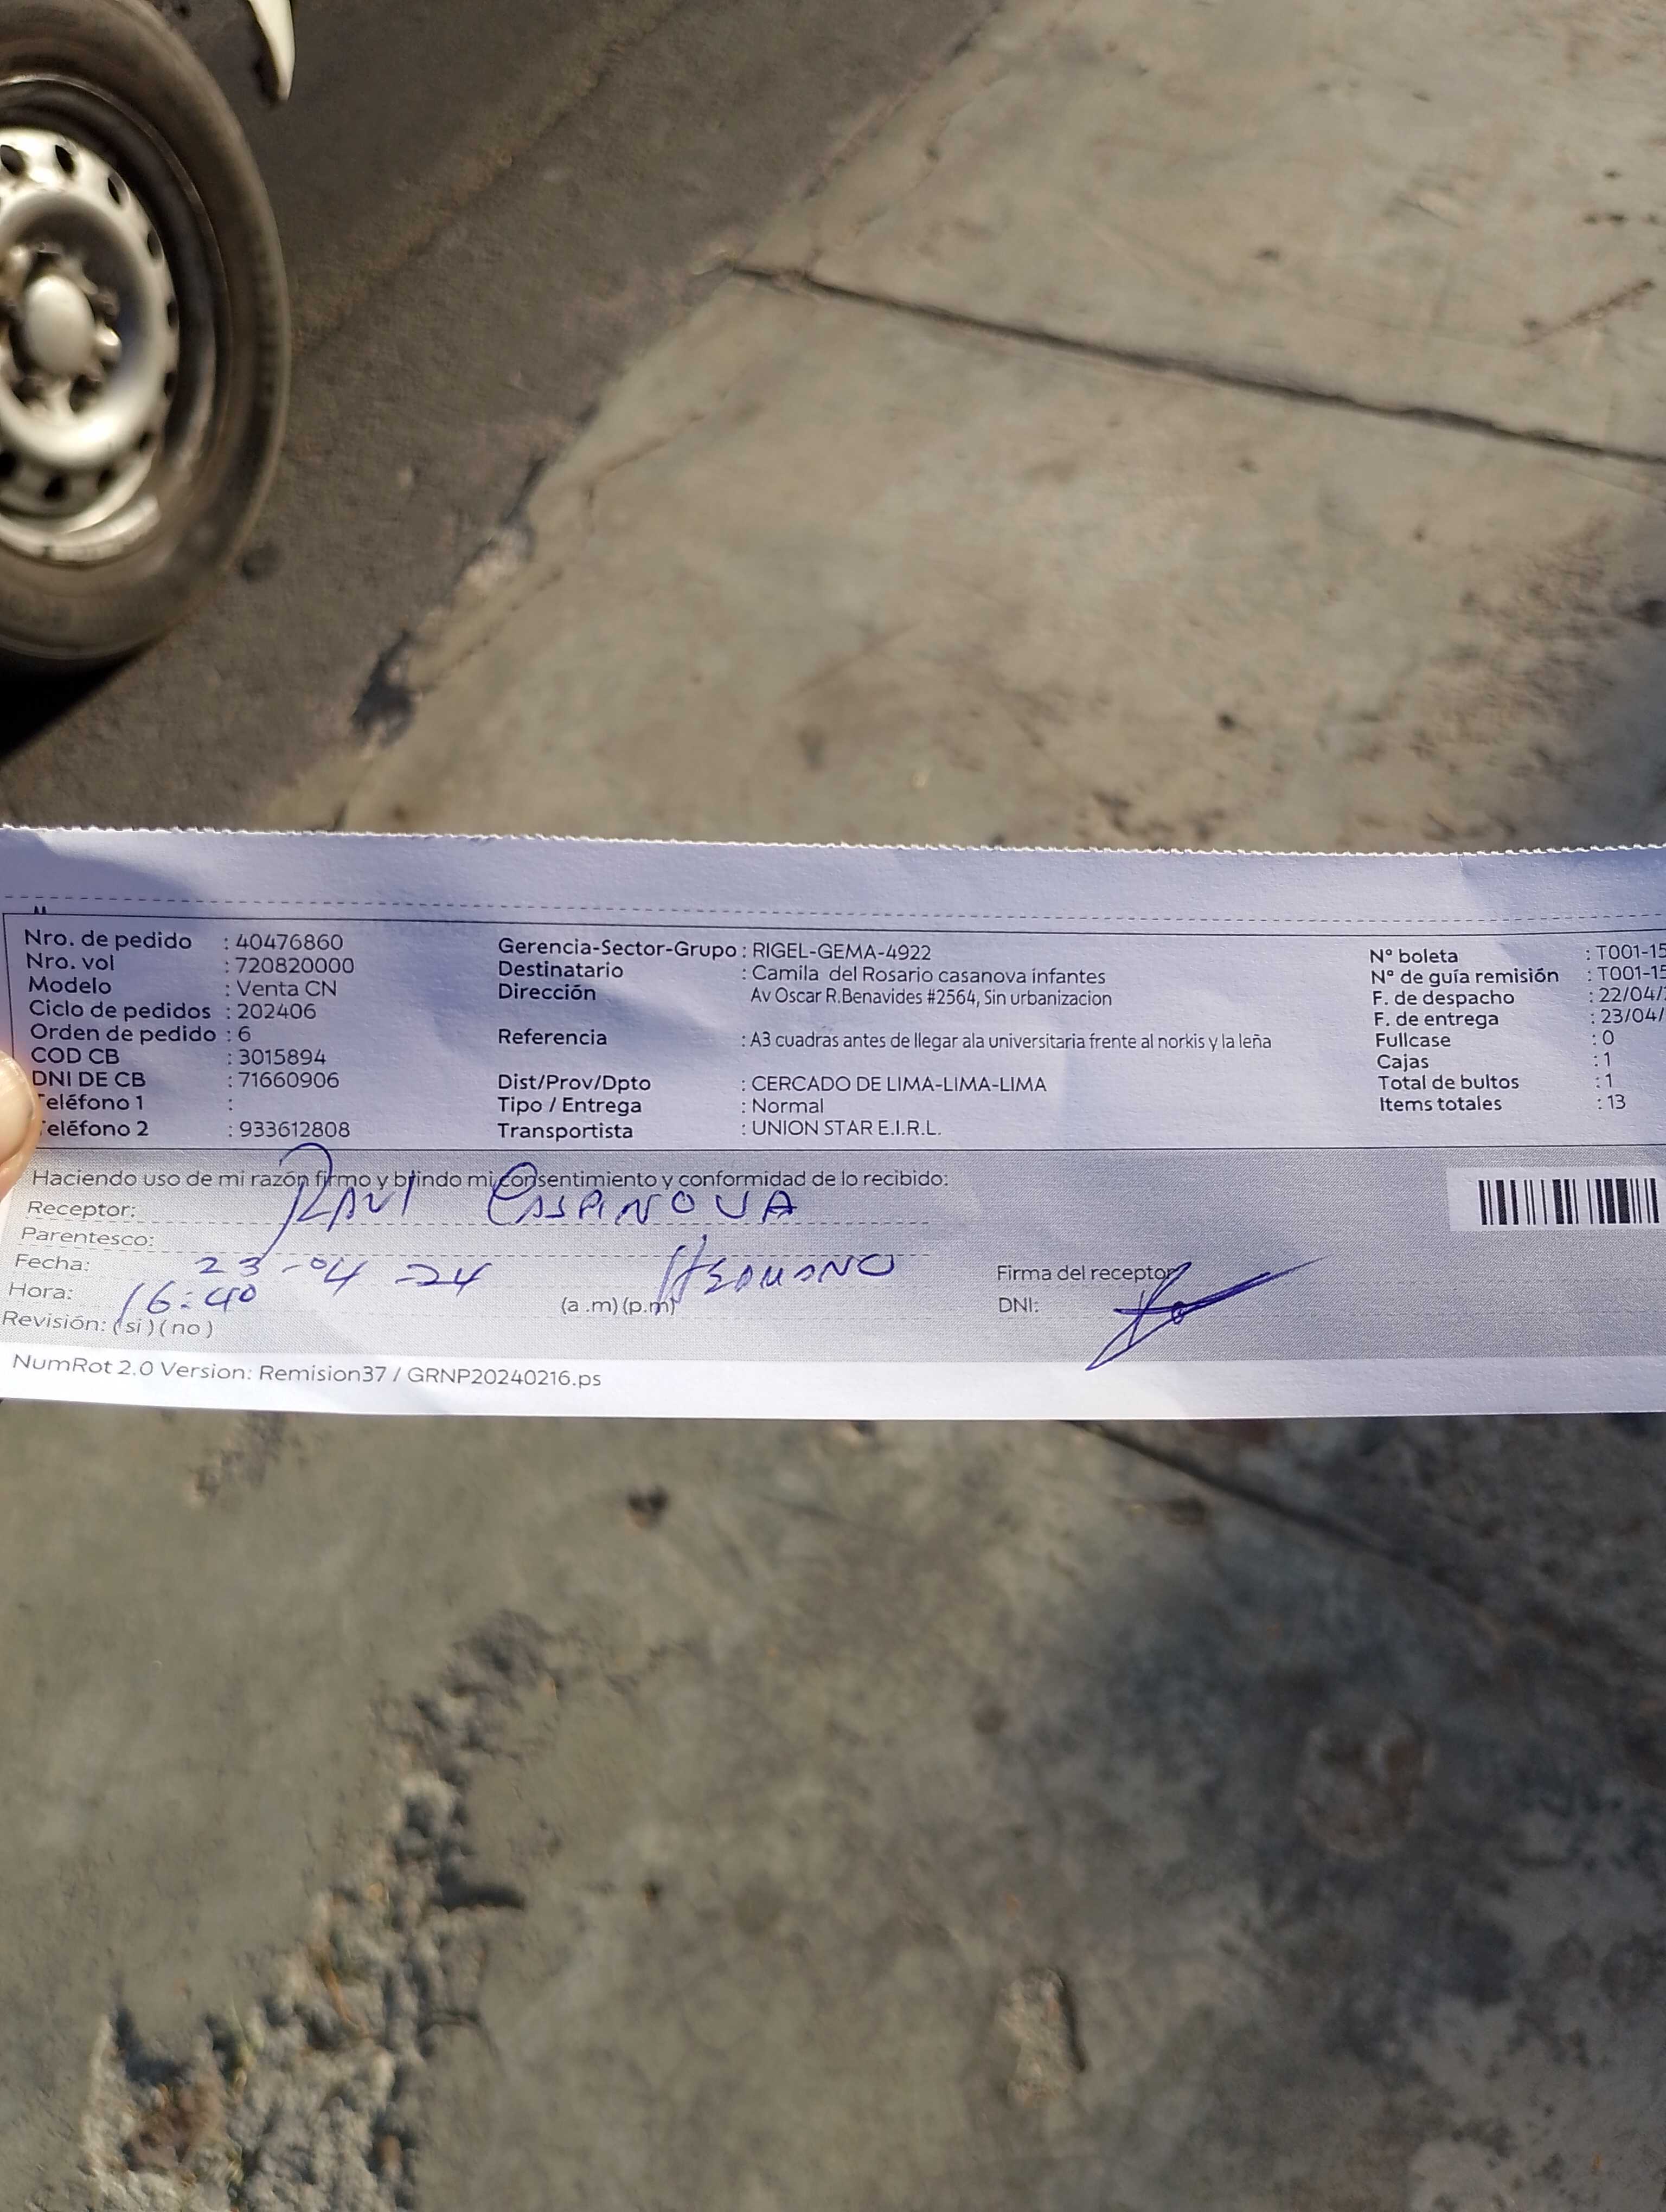 Nro. de pedido : 40476860
Nro. vol : 720820000
Modelo : Venta CN
Ciclo de pedidos : 202406
Orden de pedido : 6
COD CB : 3015894
DNI DE CB : 71660906
eléfono 1 :
eléfono 2 : 933612808
Gerencia-Sector-Grupo : RIGEL-GEMA-4922
Destinatario : Camila del Rosario casanova infantes
Dirección Av Oscar R.Benavides #2564, Sin urbanizacion
Referencia : A3 cuadras antes de llegar ala universitaria frente al norkis y la leña
Dist/Prov/Dpto : CERCADO DE LIMA-LIMA-LIMA
Tipo / Entrega : Normal
Transportista : UNION STAR E.I.R.L.
N° boleta : T001-15
N° de guía remisión : T001-15
F. de despacho : 22/04/
F. de entrega : 23/04/
Fullcase : 0
Cajas : 1
Total de bultos : 1
Items totales : 13
Haciendo uso de mi razón firmo y brindo mi consentimiento y conformidad de lo recibido:
Receptor: CASANOVA
Parentesco:
Fecha: 23-04-24
Hora: 16:40 (a .m) (p.m)
Revisión: (si ) ( no )
Firma del receptor
DNI:
NumRot 2.0 Version: Remision37 / GRNP20240216.ps